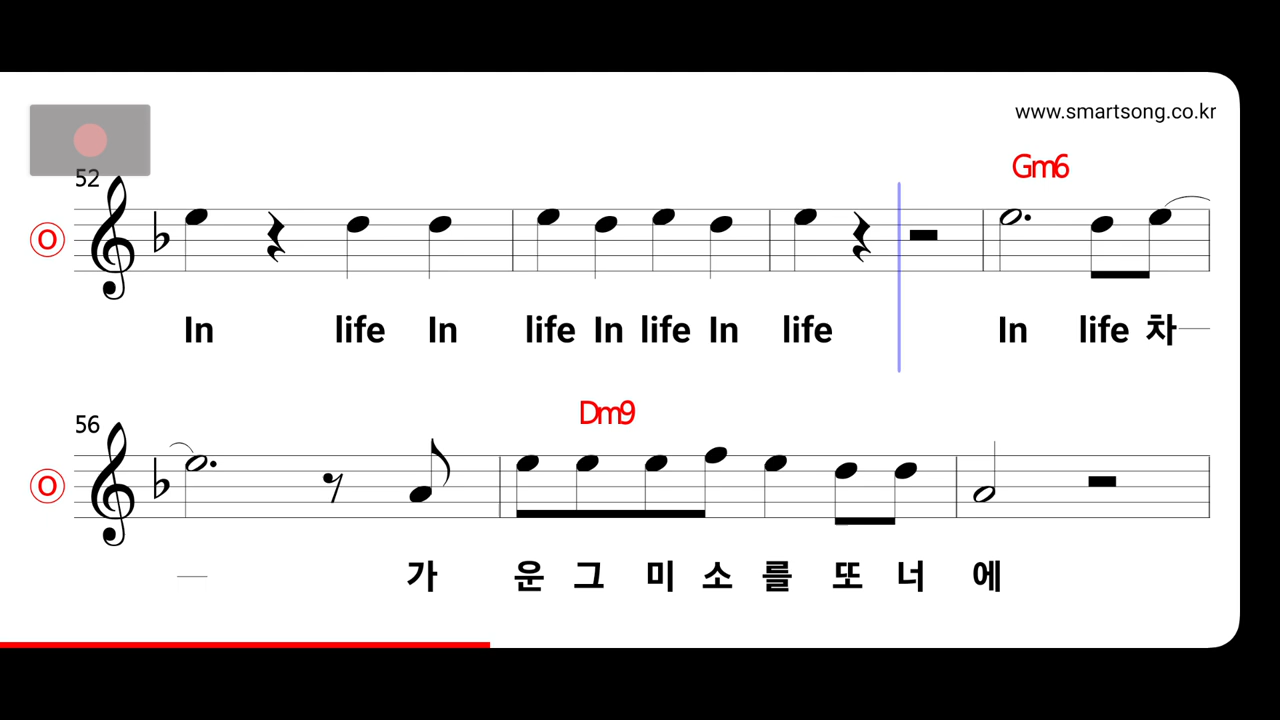 www.smartsong.co.kr
Gm6
52
O
In life In life In life In life In life 차
56
Dm9
O
가 운 그 미 소 를 또 너 에